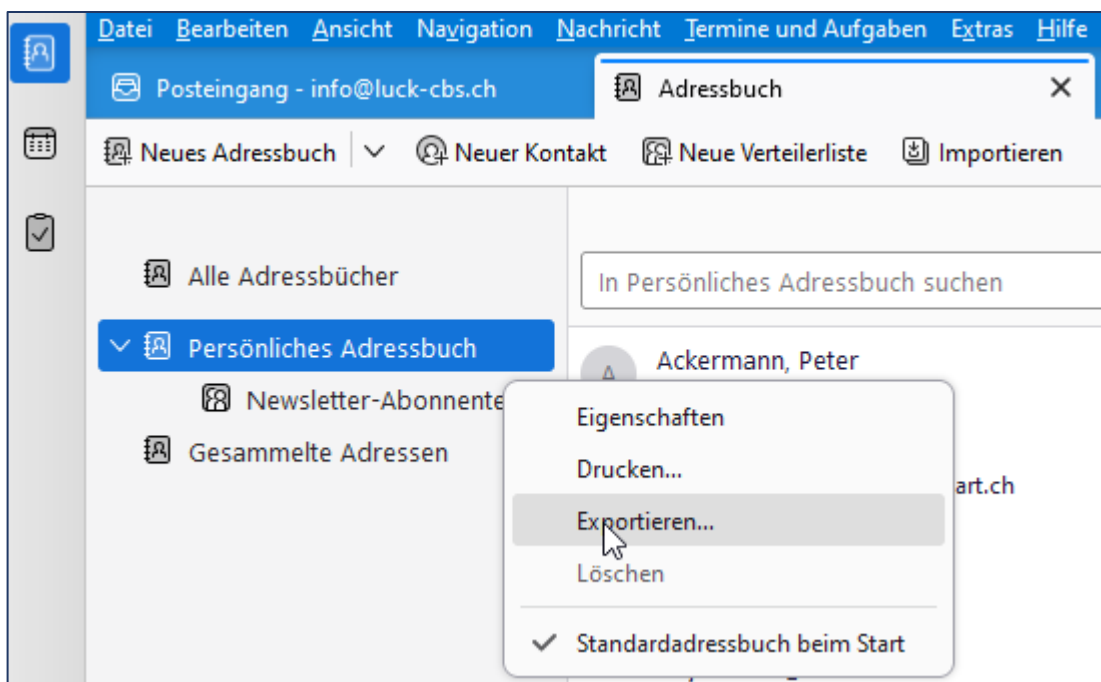 Datei Bearbeiten Ansicht Navigation Nachricht Termine und Aufgaben Extras Hilfe
Posteingang - info@luck-cbs.ch Adressbuch
Neues Adressbuch Neuer Kontakt Neue Verteilerliste Importieren
Alle Adressbücher
In Persönliches Adressbuch suchen
Persönliches Adressbuch
A Ackermann, Peter
Newsletter-Abonnente
Gesammelte Adressen
Eigenschaften
Drucken...
art.ch
Exportieren...
Löschen
Standardadressbuch beim Start